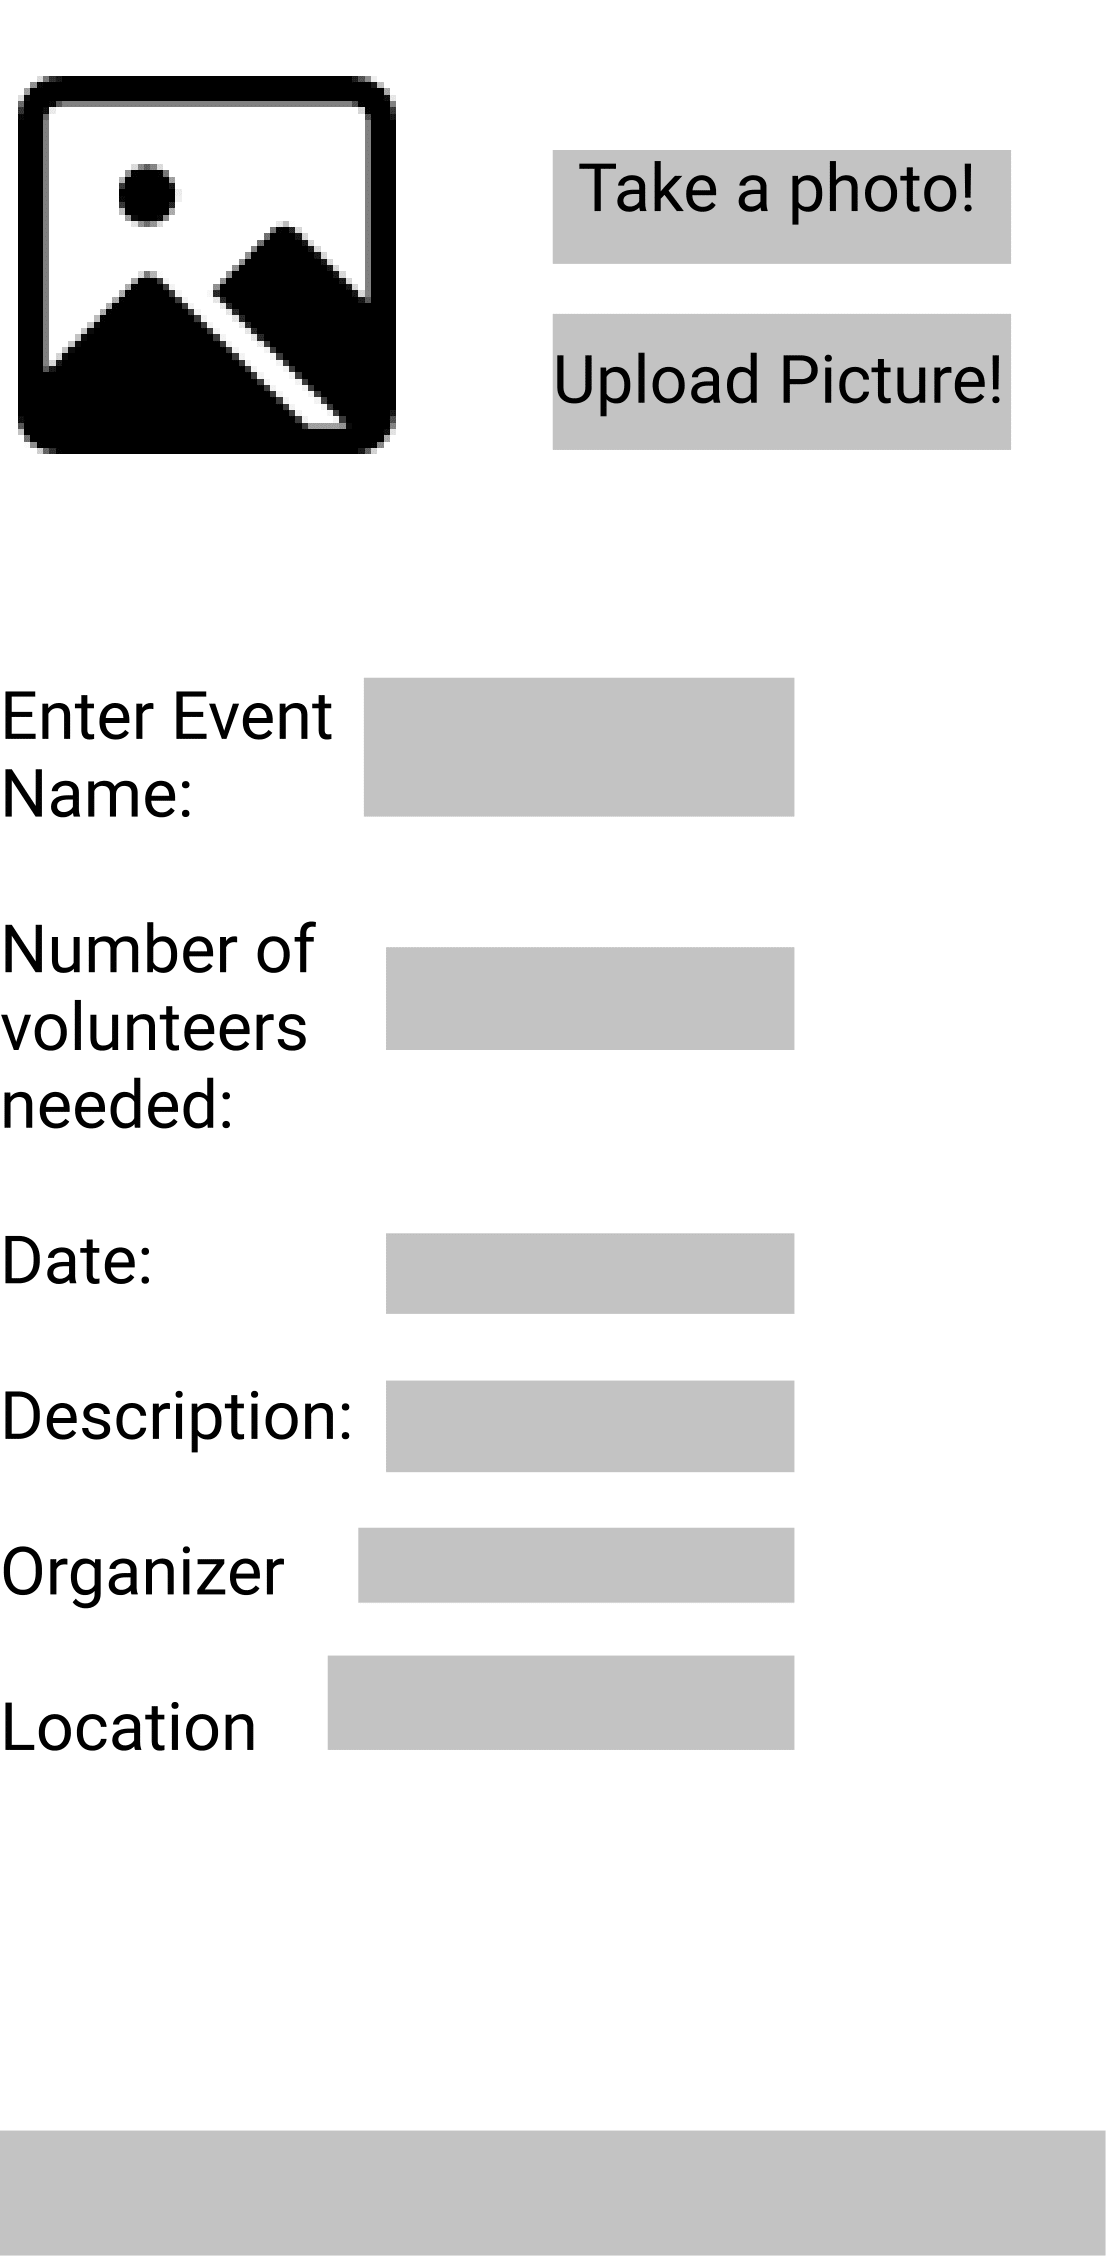 Take a photo!
Upload Picture!
Enter Event
Name:
Number of
volunteers
needed:
Date:
Description:
Organizer
Location